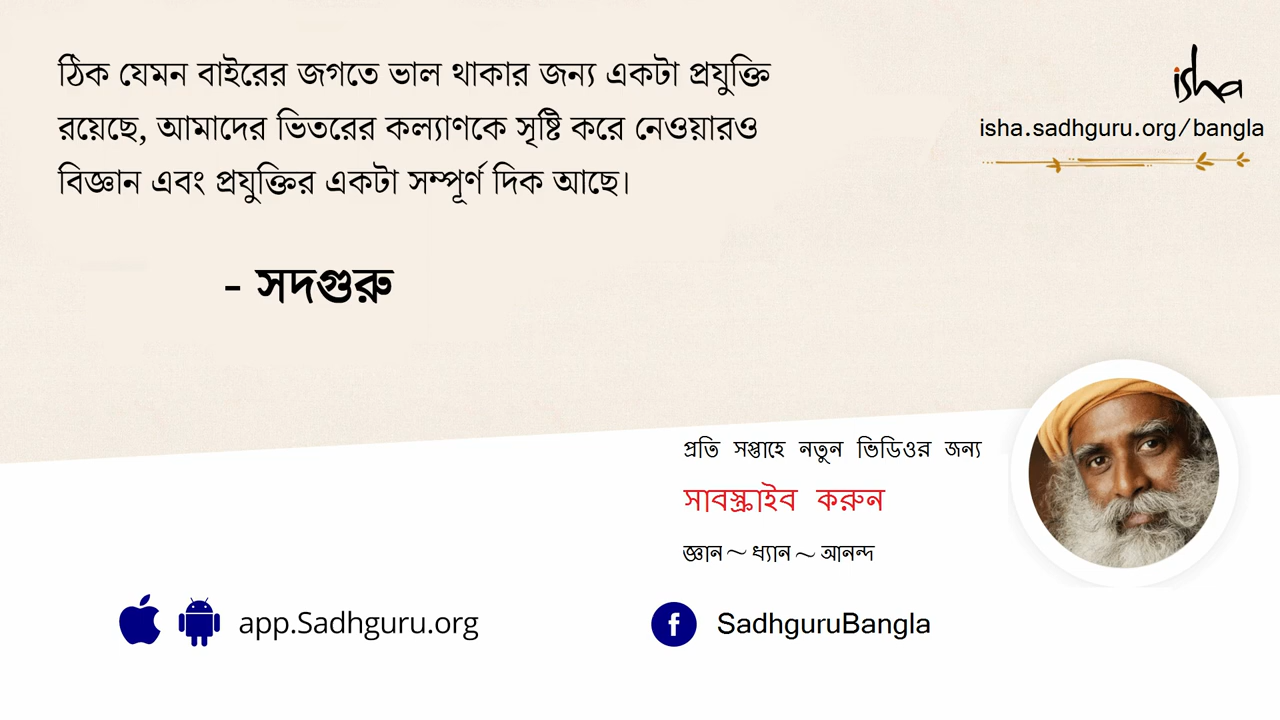 ঠিক যেমন বাইরের জগতে ভাল থাকার জন্য একটা প্রযুক্তি
রয়েছে, আমাদের ভিতরের কল্যাণকে সৃষ্টি করে নেওয়ারও
বিজ্ঞান এবং প্রযুক্তির একটা সম্পূর্ণ দিক আছে।
- সদগুরু
isha
isha.sadhguru.org/bangla
প্রতি সপ্তাহে নতুন ভিডিওর জন্য
সাবস্ক্রাইব করুন
জ্ঞান ~ ধ্যান ~ আনন্দ
app.Sadhguru.org
f SadhguruBangla